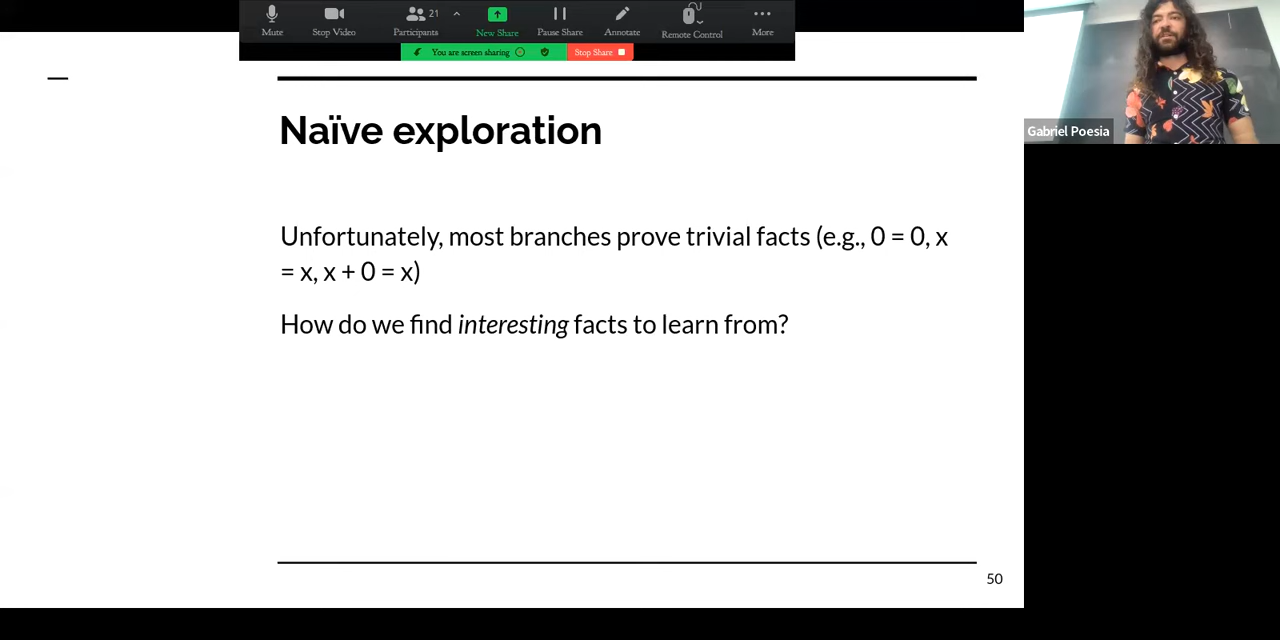 Mute
Stop Video
Participants
21
New Share
Pause Share
Annotate
Remote Control
More
You are screen sharing
Stop Share
Gabriel Poesia
Naïve exploration
Unfortunately, most branches prove trivial facts (e.g., 0 = 0, x
= x, x + 0 = x)
How do we find interesting facts to learn from?
50